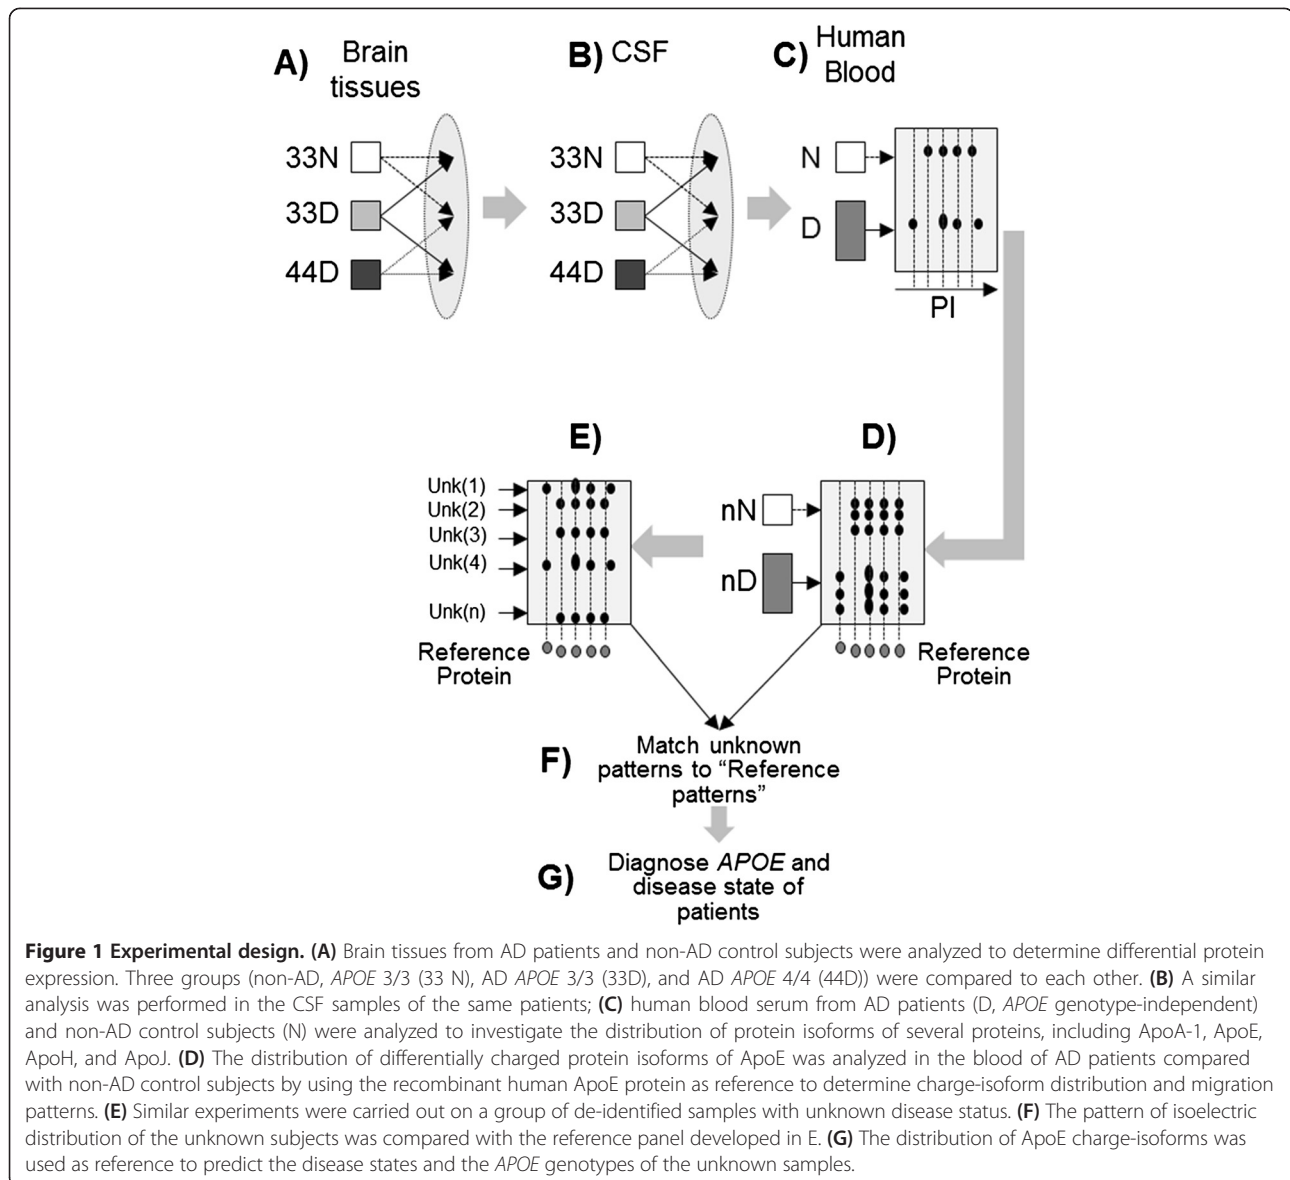 A) Brain tissues
B) CSF
C) Human Blood
33N
33D
44D
33N
33D
44D
N
D
PI
E)
D)
Unk(1)
Unk(2)
Unk(3)
Unk(4)
Unk(n)
nN
nD
Reference Protein
Reference Protein
F) Match unknown patterns to “Reference patterns”
G) Diagnose APOE and disease state of patients
Figure 1 Experimental design. (A) Brain tissues from AD patients and non-AD control subjects were analyzed to determine differential protein
expression. Three groups (non-AD, APOE 3/3 (33 N), AD APOE 3/3 (33D), and AD APOE 4/4 (44D)) were compared to each other. (B) A similar
analysis was performed in the CSF samples of the same patients; (C) human blood serum from AD patients (D, APOE genotype-independent)
and non-AD control subjects (N) were analyzed to investigate the distribution of protein isoforms of several proteins, including ApoA-1, ApoE,
ApoH, and ApoJ. (D) The distribution of differentially charged protein isoforms of ApoE was analyzed in the blood of AD patients compared
with non-AD control subjects by using the recombinant human ApoE protein as reference to determine charge-isoform distribution and migration
patterns. (E) Similar experiments were carried out on a group of de-identified samples with unknown disease status. (F) The pattern of isoelectric
distribution of the unknown subjects was compared with the reference panel developed in E. (G) The distribution of ApoE charge-isoforms was
used as reference to predict the disease states and the APOE genotypes of the unknown samples.